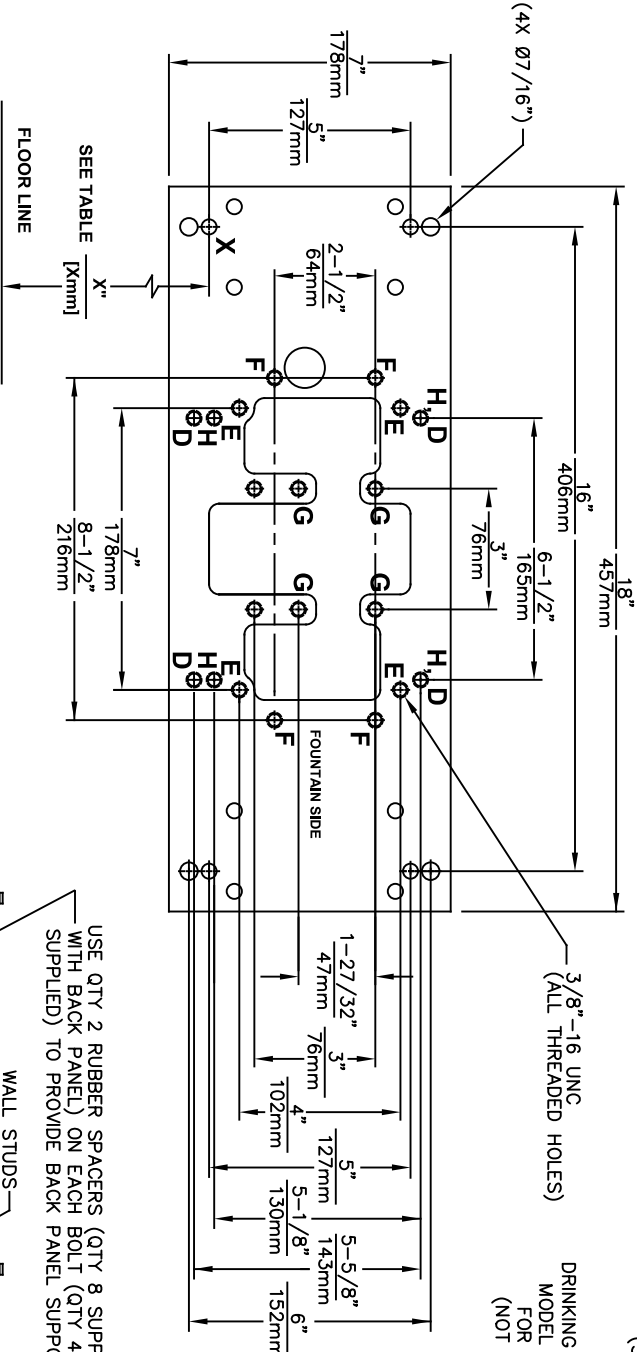 (4X Ø7/16")
7"
178mm
5"
127mm
SEE TABLE
X"
[Xmm]
FLOOR LINE
X
2-1/2"
64mm
18"
457mm
16"
406mm
6-1/2"
165mm
3"
76mm
H,D
H,D
E
E
F
F
G
G
G
G
F
F
E
H
D
E
H
D
7"
178mm
8-1/2"
216mm
FOUNTAIN SIDE
3/8"-16 UNC
(ALL THREADED HOLES)
1-27/32"
47mm
3"
76mm
4"
102mm
5"
127mm
5-1/8"
130mm
5-5/8"
143mm
6"
152mm
DRINKING
MODEL
FOR
(NOT
USE QTY 2 RUBBER SPACERS (QTY 8
WITH BACK PANEL) ON EACH BOLT (QTY 4
SUPPLIED) TO PROVIDE BACK PANEL
WALL STUDS